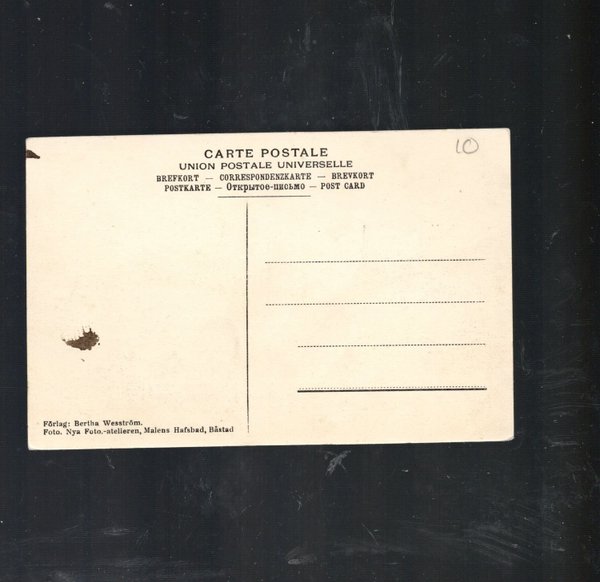 10
CARTE POSTALE
UNION POSTALE UNIVERSELLE
BREFKORT — CORRESPONDENZKARTE — BREVKORT
POSTKARTE — Открытое-письмо — POST CARD
Förlag: Bertha Wesström.
Foto. Nya Foto.-atelieren, Malens Hafsbad, Båstad